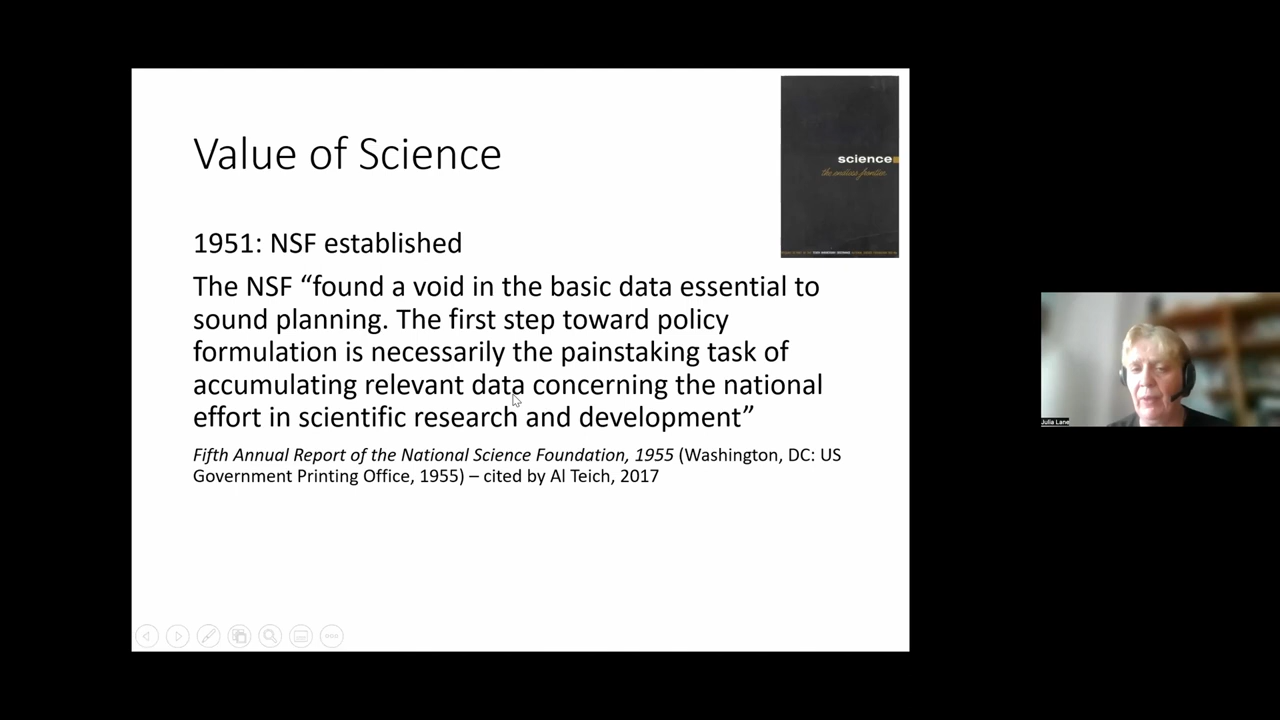 science
the endless frontier
Value of Science
1951: NSF established
The NSF “found a void in the basic data essential to
sound planning. The first step toward policy
formulation is necessarily the painstaking task of
accumulating relevant data concerning the national
effort in scientific research and development”
Fifth Annual Report of the National Science Foundation, 1955 (Washington, DC: US
Government Printing Office, 1955) – cited by Al Teich, 2017
Julia Lane